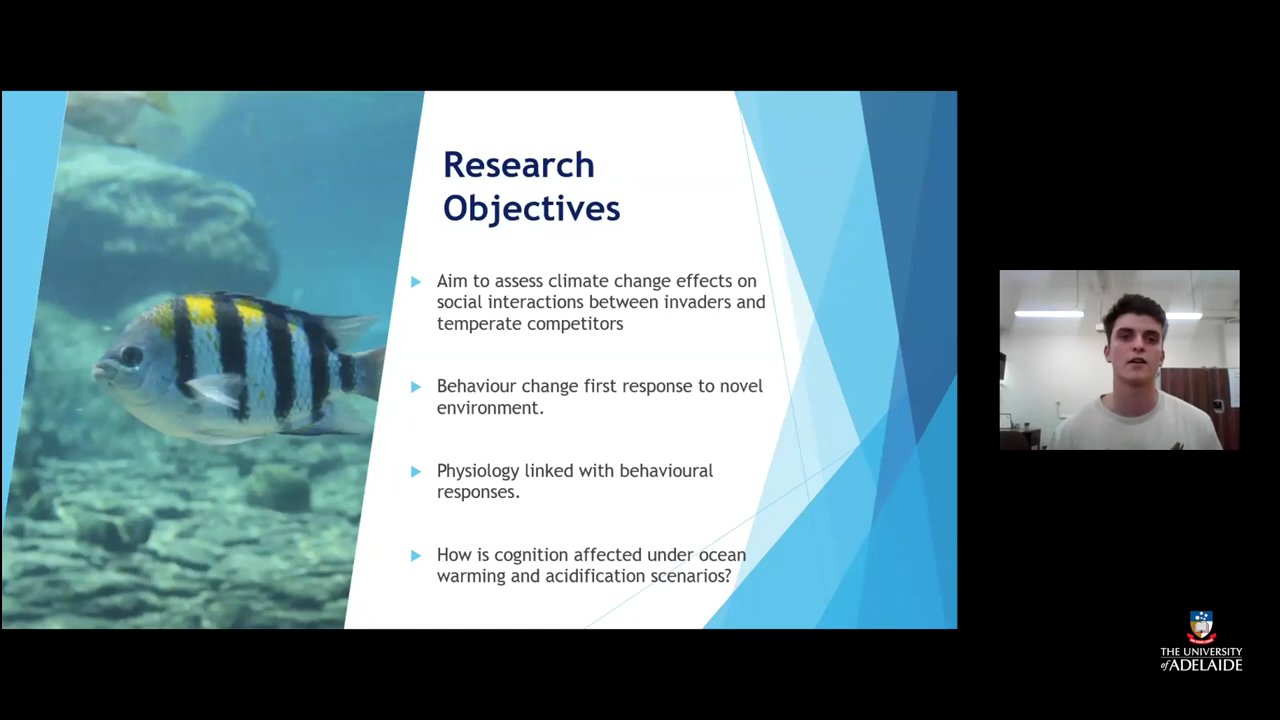 Research
Objectives
Aim to assess climate change effects on
social interactions between invaders and
temperate competitors
Behaviour change first response to novel
environment.
Physiology linked with behavioural
responses.
How is cognition affected under ocean
warming and acidification scenarios?
THE UNIVERSITY
of ADELAIDE